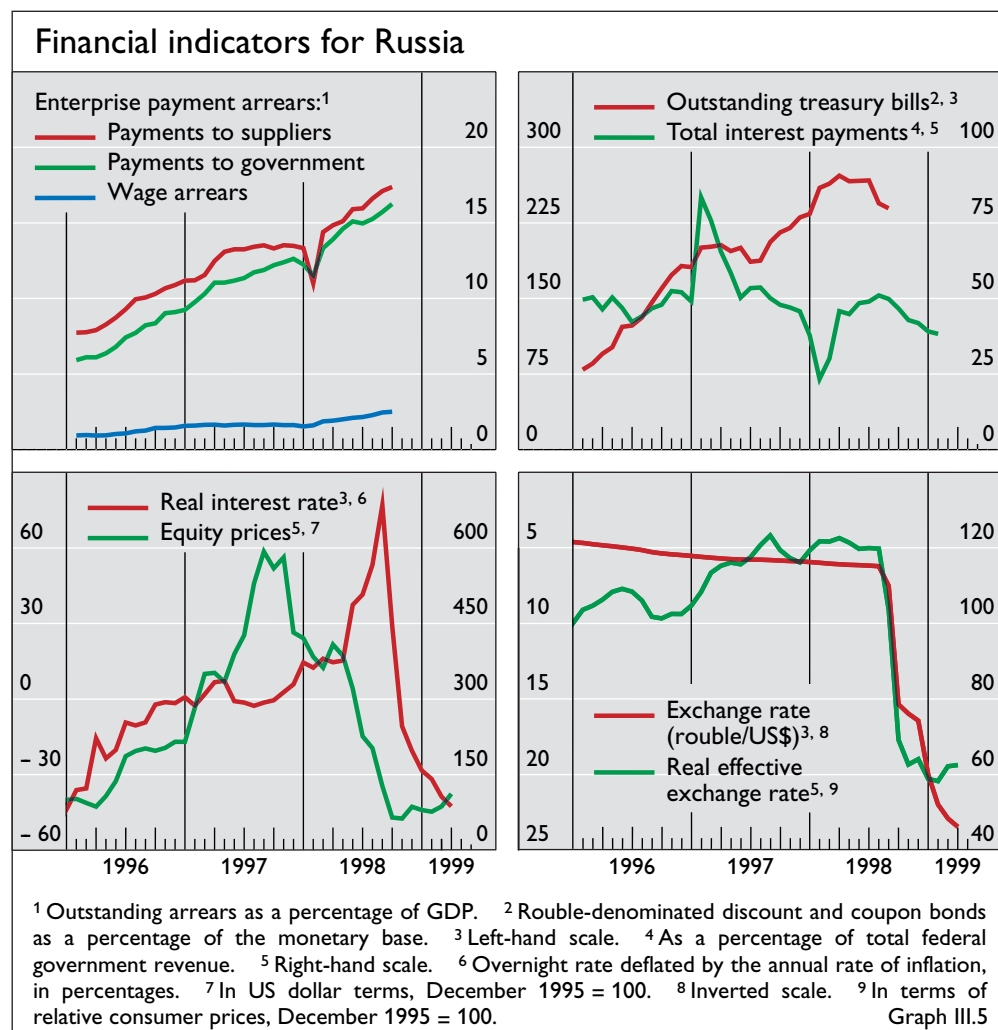 Financial indicators for Russia
Enterprise payment arrears:1
Payments to suppliers
Payments to government
Wage arrears
20
15
10
5
0
Outstanding treasury bills2, 3
Total interest payments4, 5
300
225
150
75
0
100
75
50
25
0
Real interest rate3, 6
Equity prices5, 7
60
30
0
– 30
– 60
600
450
300
150
0
1996
1997
1998
1999
5
10
15
20
25
120
100
80
60
40
Exchange rate
(rouble/US$)3, 8
Real effective
exchange rate5, 9
1996
1997
1998
1999
1 Outstanding arrears as a percentage of GDP. 2 Rouble-denominated discount and coupon bonds
as a percentage of the monetary base. 3 Left-hand scale. 4 As a percentage of total federal
government revenue. 5 Right-hand scale. 6 Overnight rate deflated by the annual rate of inflation,
in percentages. 7 In US dollar terms, December 1995 = 100. 8 Inverted scale. 9 In terms of
relative consumer prices, December 1995 = 100.
Graph III.5